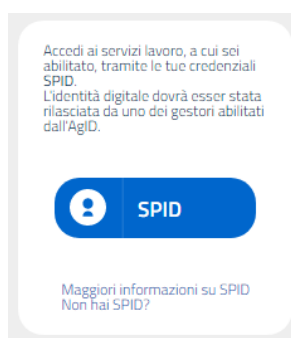 Accedi ai servizi lavoro, a cui sei
abilitato, tramite le tue credenziali
SPID.
L'identità digitale dovrà esser stata
rilasciata da uno dei gestori abilitati
dall'AgID.
SPID
Maggiori informazioni su SPID
Non hai SPID?